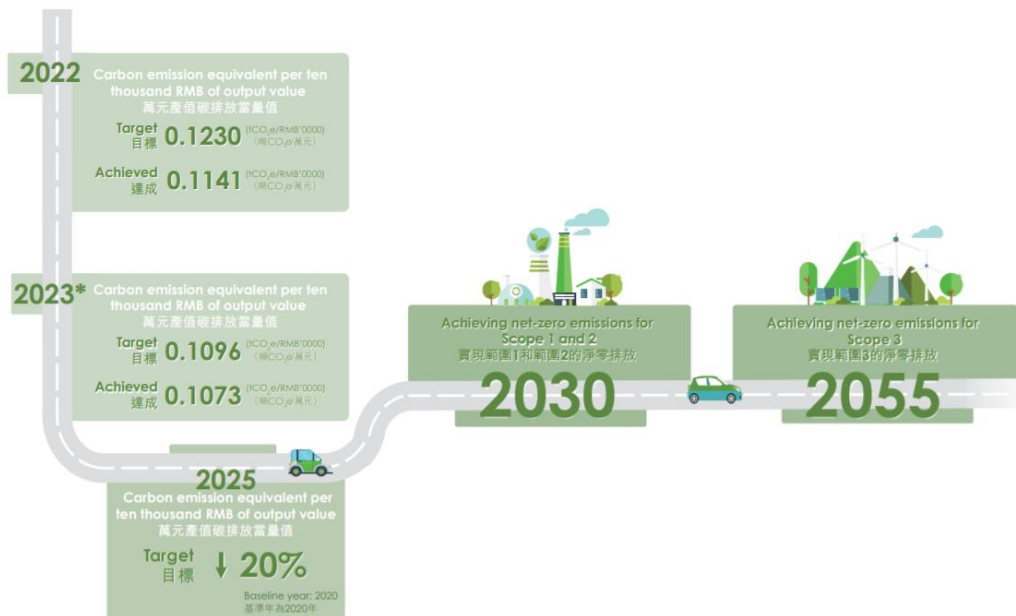 2022
Carbon emission equivalent per ten
thousand RMB of output value
萬元產值碳排放當量值
Target 0.1230 (tCO₂e/RMB'0000)
目標 (噸CO₂e/萬元)
Achieved 0.1141 (tCO₂e/RMB'0000)
達成 (噸CO₂e/萬元)
2023*
Carbon emission equivalent per ten
thousand RMB of output value
萬元產值碳排放當量值
Target 0.1096 (tCO₂e/RMB'0000)
目標 (噸CO₂e/萬元)
Achieved 0.1073 (tCO₂e/RMB'0000)
達成 (噸CO₂e/萬元)
2025
Carbon emission equivalent per
ten thousand RMB of output value
萬元產值碳排放當量值
Target ↓ 20%
目標
Baseline year: 2020
基準年為2020年
Achieving net-zero emissions for
Scope 1 and 2
實現範圍1和範圍2的淨零排放
2030
Achieving net-zero emissions for
Scope 3
實現範圍3的淨零排放
2055